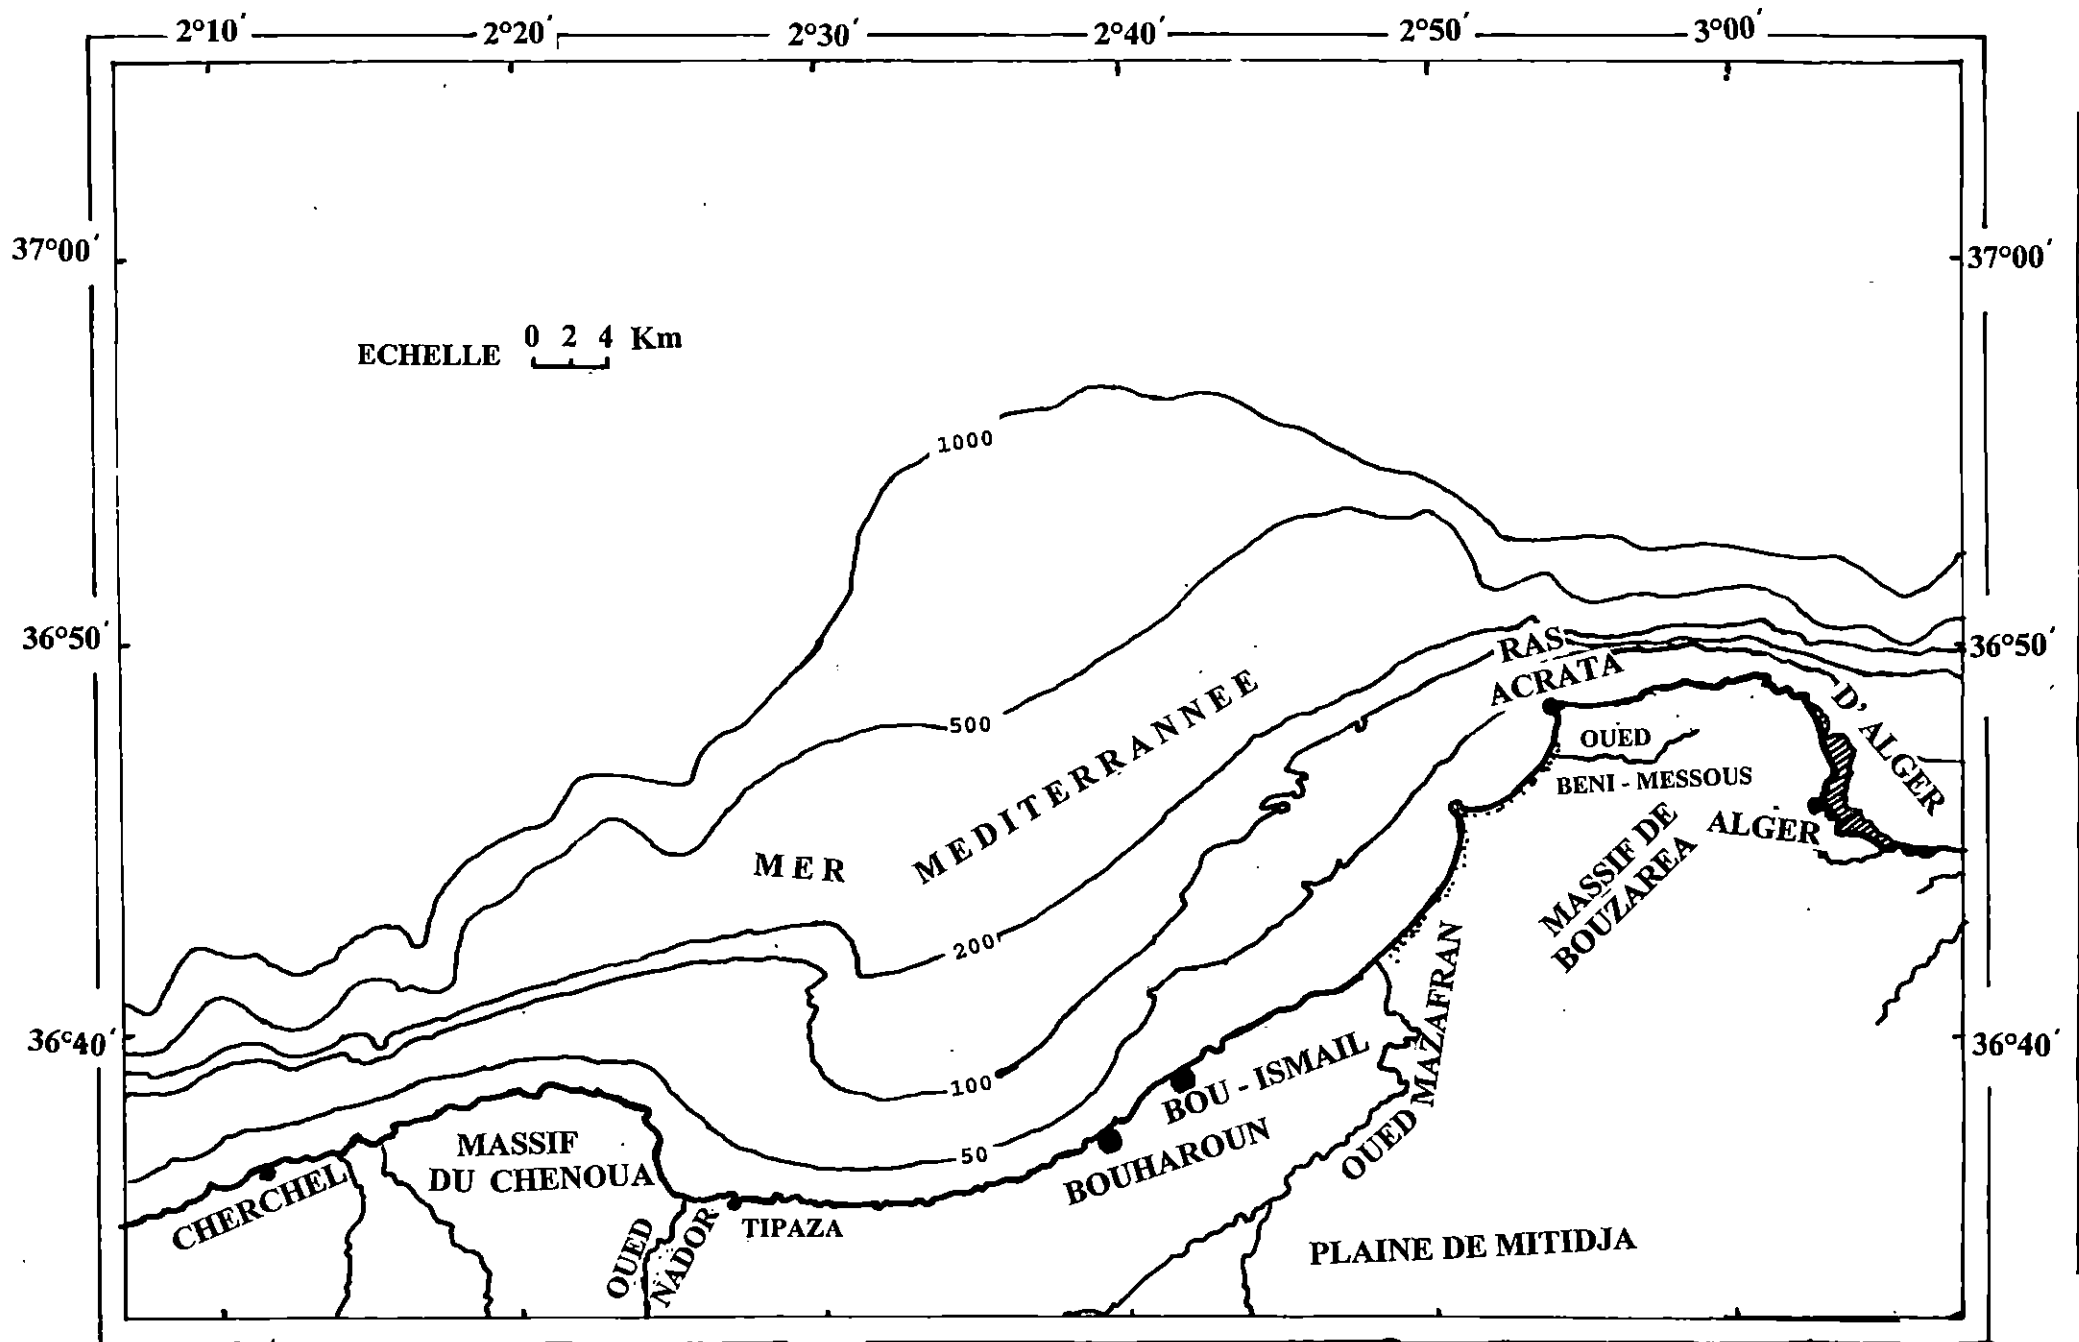 2°10′ 2°20′ 2°30′ 2°40′ 2°50′ 3°00′
37°00′ 37°00′
ECHELLE 0 2 4 Km
1000
36°50′ 36°50′
RAS
ACRATA
D'ALGER
500
MER MEDITERRANNEE
OUED
BENI - MESSOUS
ALGER
MASSIF DE
BOUZAREA
200
36°40′ 36°40′
100
50
OUED MAZAFRAN
BOU - ISMAIL
BOUHAROUN
MASSIF
DU CHENOUA
CHERCHEL
OUED
NADOR
TIPAZA
PLAINE DE MITIDJA